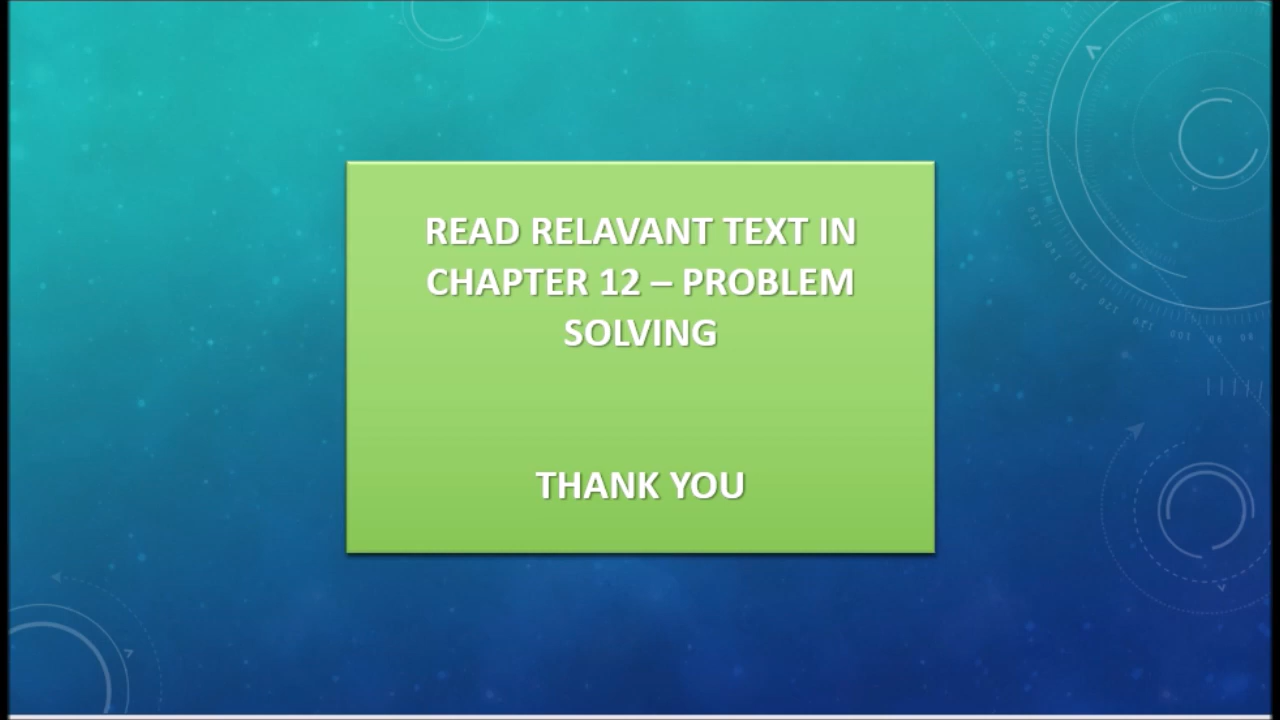 READ RELAVANT TEXT IN
CHAPTER 12 – PROBLEM
SOLVING
THANK YOU